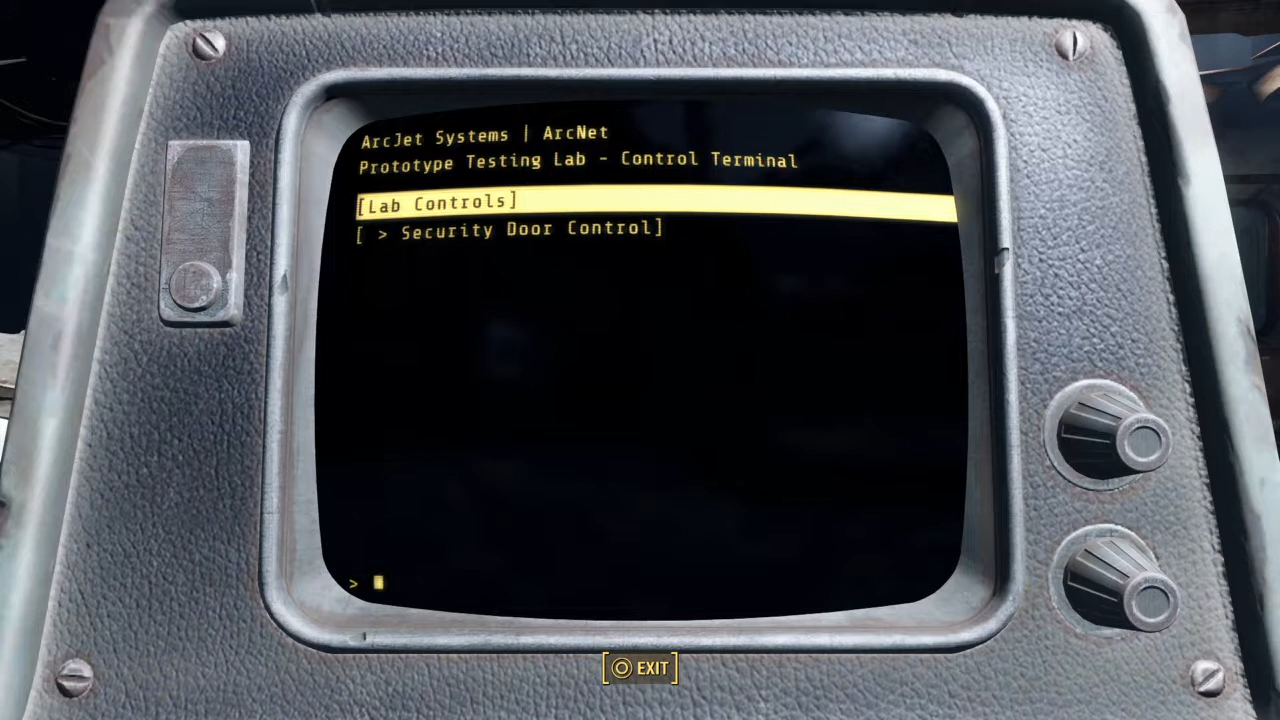 ArcJet Systems | ArcNet
Prototype Testing Lab - Control Terminal
[Lab Controls]
[ > Security Door Control]
>
EXIT